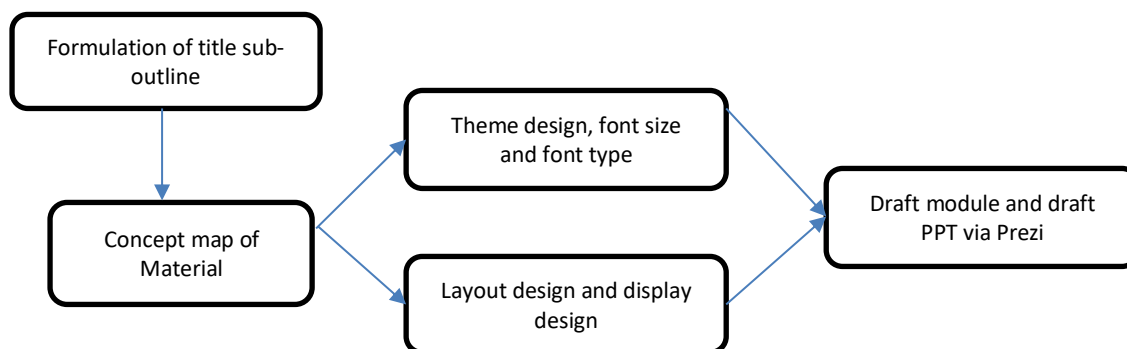 Formulation of title sub-
outline
Concept map of
Material
Theme design, font size
and font type
Layout design and display
design
Draft module and draft
PPT via Prezi